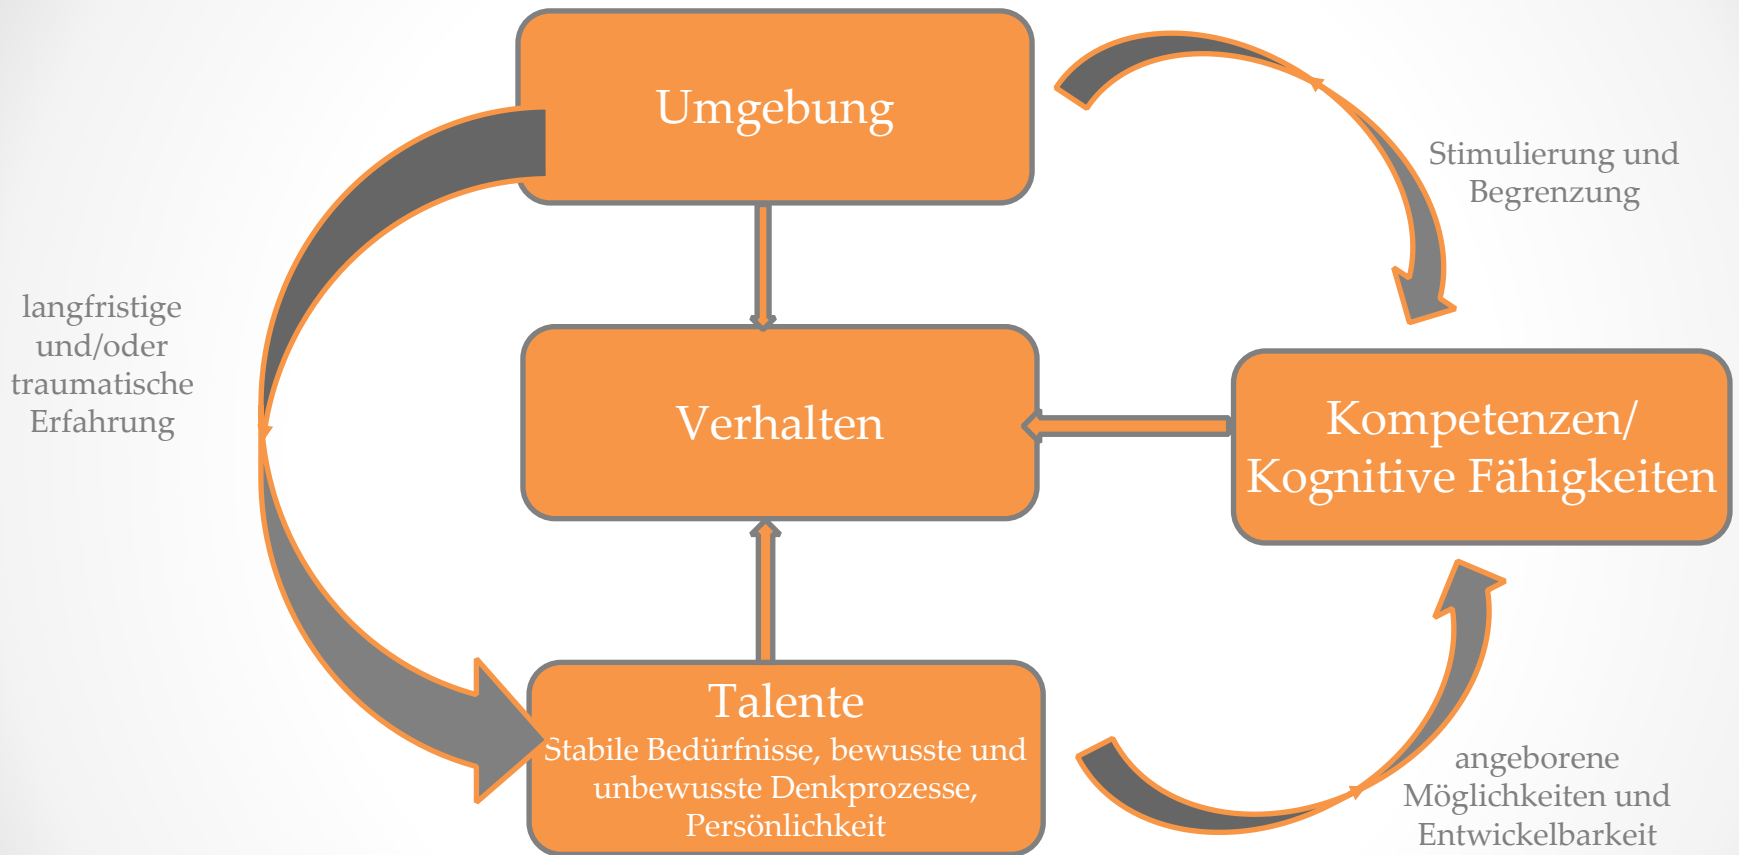 Umgebung
Stimulierung und
Begrenzung
langfristige
und/oder
traumatische
Erfahrung
Verhalten
Kompetenzen/
Kognitive Fähigkeiten
Talente
Stabile Bedürfnisse, bewusste und
unbewusste Denkprozesse,
Persönlichkeit
angeborene
Möglichkeiten und
Entwickelbarkeit